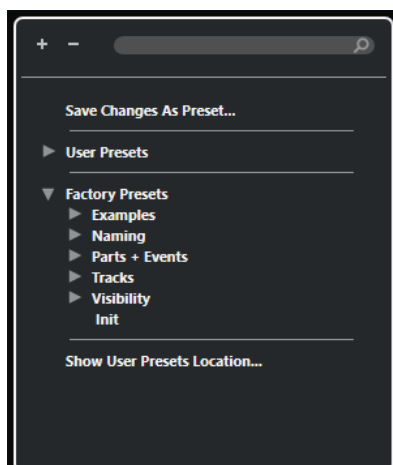 Save Changes As Preset...
User Presets
Factory Presets
Examples
Naming
Parts + Events
Tracks
Visibility
Init
Show User Presets Location...